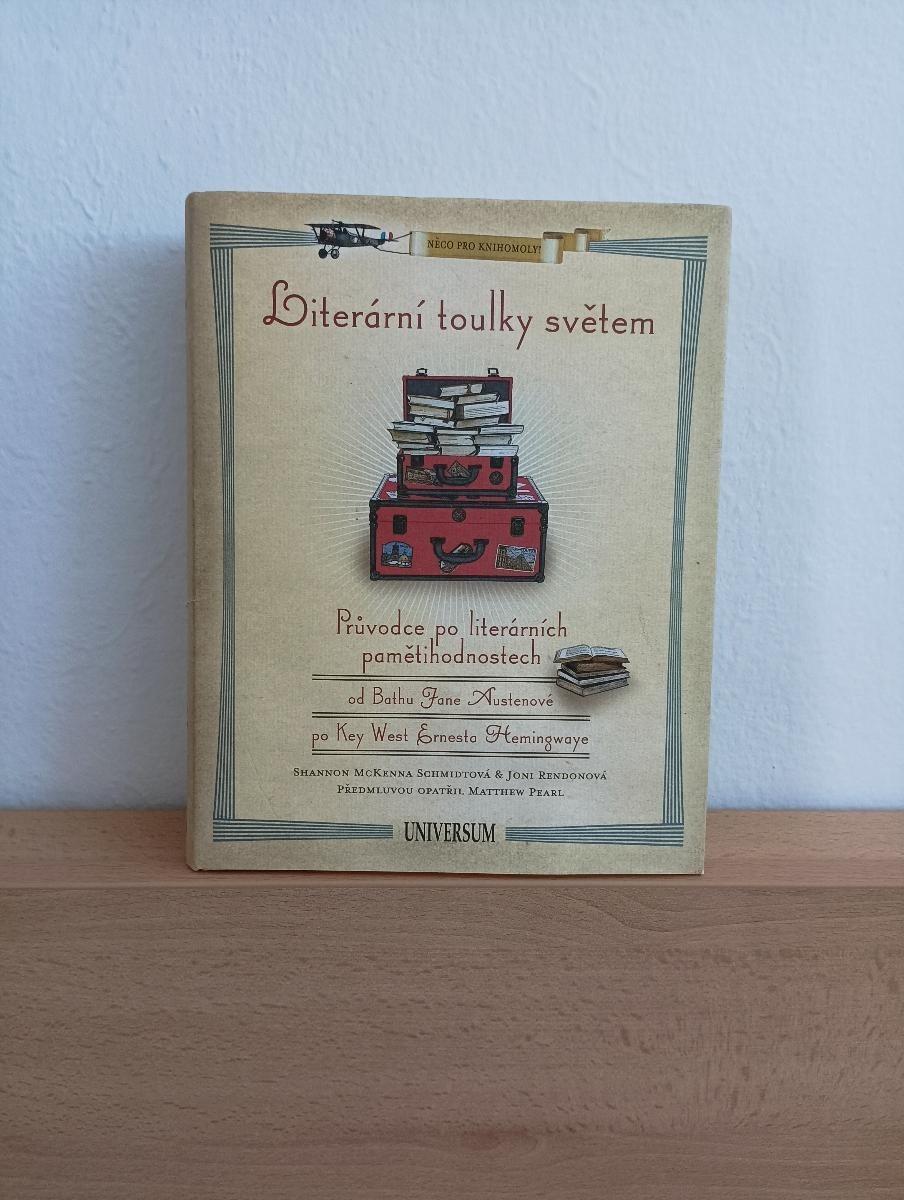 NĚCO PRO KNIHOMOLY
Literární toulky světem
Průvodce po literárních
pamětihodnostech
od Bathu Jane Austenové
po Key West Ernesta Hemingwaye
Shannon McKenna Schmidtová & Joni Rendonová
Předmluvou opatřil Matthew Pearl
UNIVERSUM